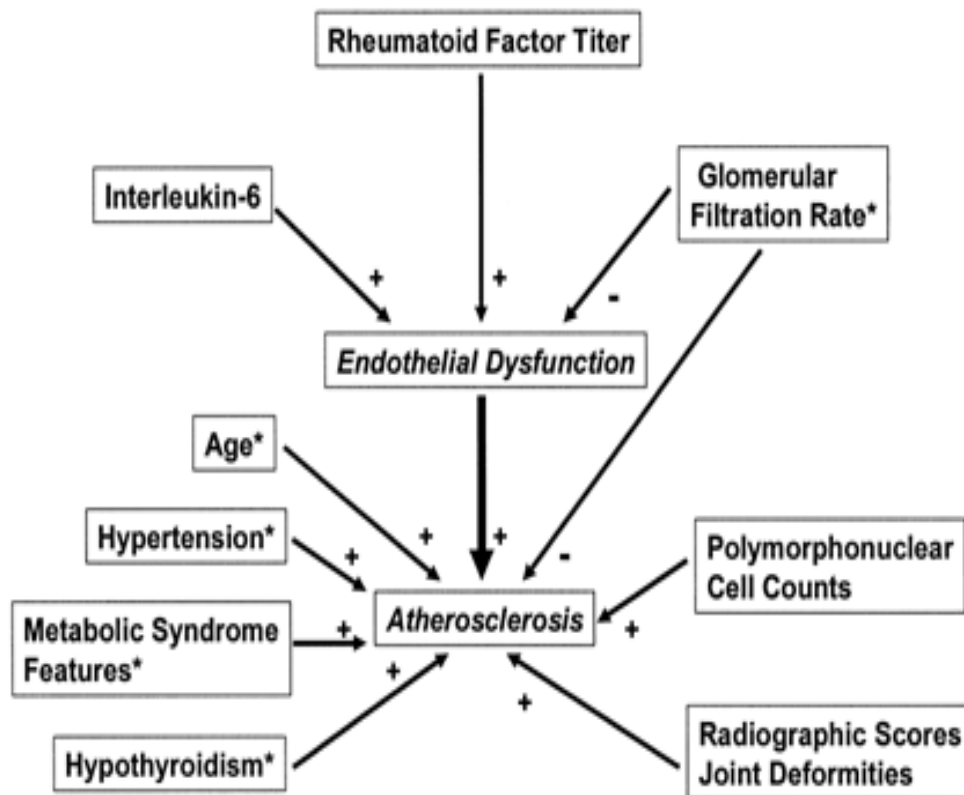 Rheumatoid Factor Titer
Interleukin-6
Glomerular
Filtration Rate*
+
+
-
Endothelial Dysfunction
Age*
Hypertension*
+
+
+
-
Polymorphonuclear
Cell Counts
Metabolic Syndrome
Features*
+
Atherosclerosis
+
+
+
Hypothyroidism*
Radiographic Scores
Joint Deformities